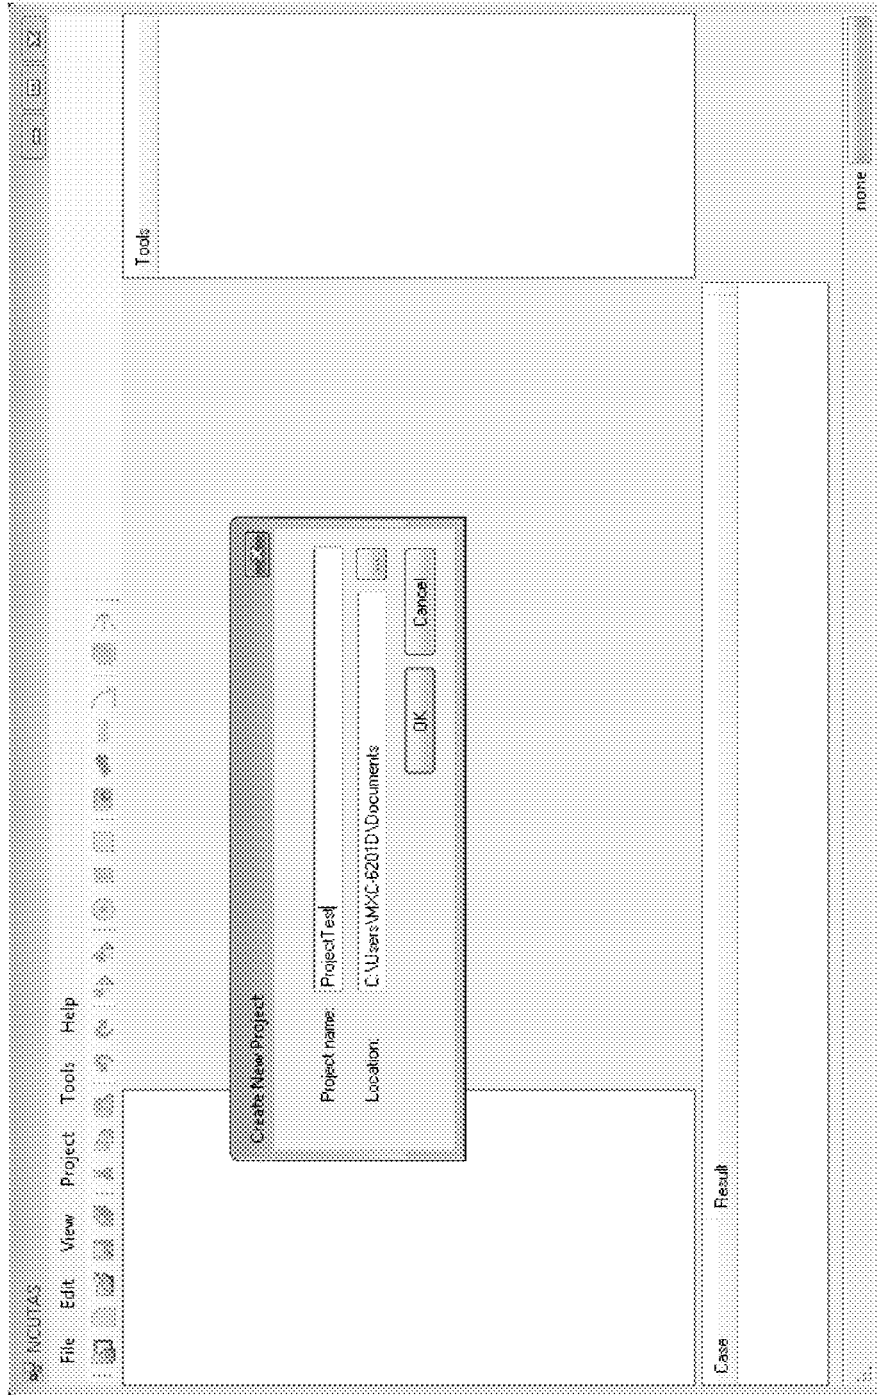 NCUTAS
File Edit View Project Tools Help
Tools
Create New Project
Project name: ProjectTest
Location: C:\Users\MXC-6201D\Documents
...
OK Cancel
Case Result
none